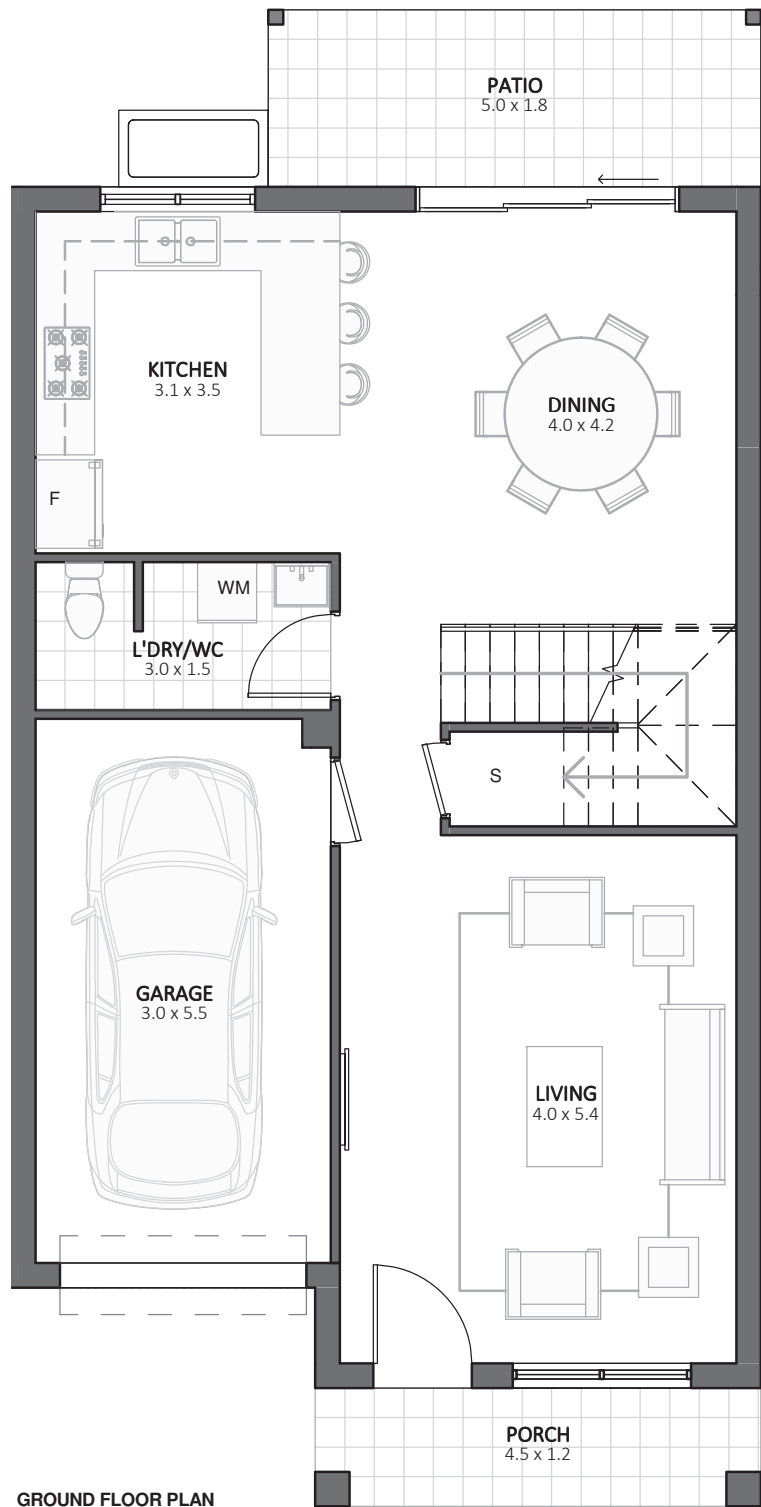 PATIO
5.0 x 1.8
KITCHEN
3.1 x 3.5
DINING
4.0 x 4.2
F
WM
L'DRY/WC
3.0 x 1.5
S
GARAGE
3.0 x 5.5
LIVING
4.0 x 5.4
PORCH
4.5 x 1.2
GROUND FLOOR PLAN